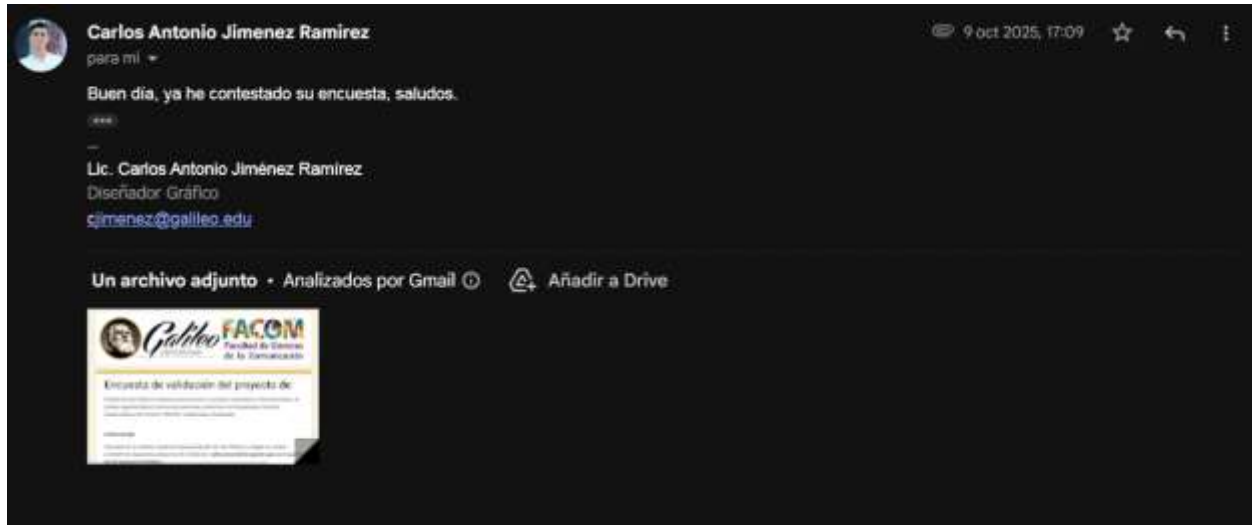 Carlos Antonio Jimenez Ramirez
9 oct 2025, 17:09
para mí
Buen día, ya he contestado su encuesta, saludos.
--
Lic. Carlos Antonio Jiménez Ramírez
Diseñador Gráfico
cjimenez@galileo.edu
Un archivo adjunto • Analizados por Gmail
Añadir a Drive
Galileo
FACOM
Facultad de Ciencias
de la Comunicación
Encuesta de validación del proyecto de: